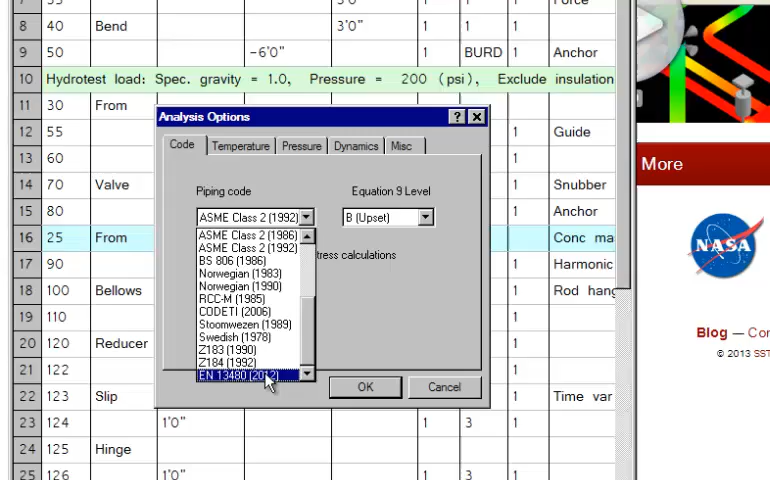 8 40 Bend 3'0" 1 1 1
9 50 -6'0" 1 BURD 1 Anchor
10 Hydrotest load: Spec. gravity = 1.0, Pressure = 200 (psi), Exclude insulation
11 30 From
12 55 1 Guide
13 60 1
14 70 Valve 1 Snubber
15 80 1 Anchor
16 25 From Conc ma
17 90 1 Harmonic
18 100 Bellows 1 Rod hang
19 110 1
20 120 Reducer 1
21 122 1
22 123 Slip 1 Time var
23 124 1'0" 1 3 1
24 125 Hinge
25 126 1'0" 1 3 1
Analysis Options
? ×
Code Temperature Pressure Dynamics Misc
Piping code Equation 9 Level
ASME Class 2 (1992) B (Upset)
ASME Class 2 (1986)
ASME Class 2 (1992)
BS 806 (1986)
tress calculations
Norwegian (1983)
Norwegian (1990)
RCC-M (1985)
CODETI (2006)
Stoomwezen (1989)
Swedish (1978)
Z183 (1990)
Z184 (1992)
EN 13480 (2012)
OK Cancel
More
NASA
Blog — Co
© 2013 SST